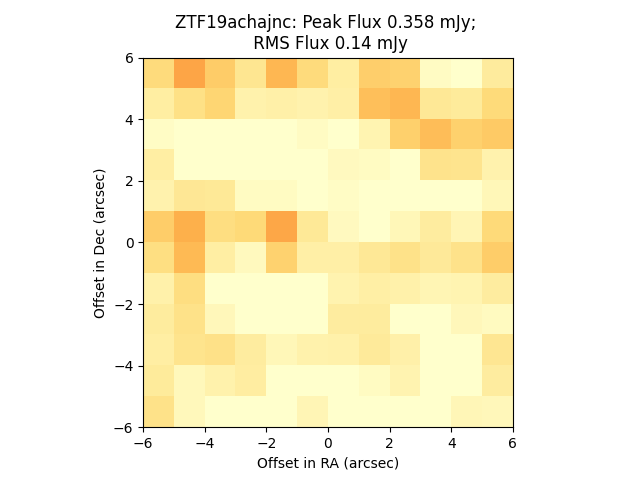 ZTF19achajnc: Peak Flux 0.358 mJy;
RMS Flux 0.14 mJy
6
4
2
0
−2
−4
−6
Offset in Dec (arcsec)
−6 −4 −2 0 2 4 6
Offset in RA (arcsec)